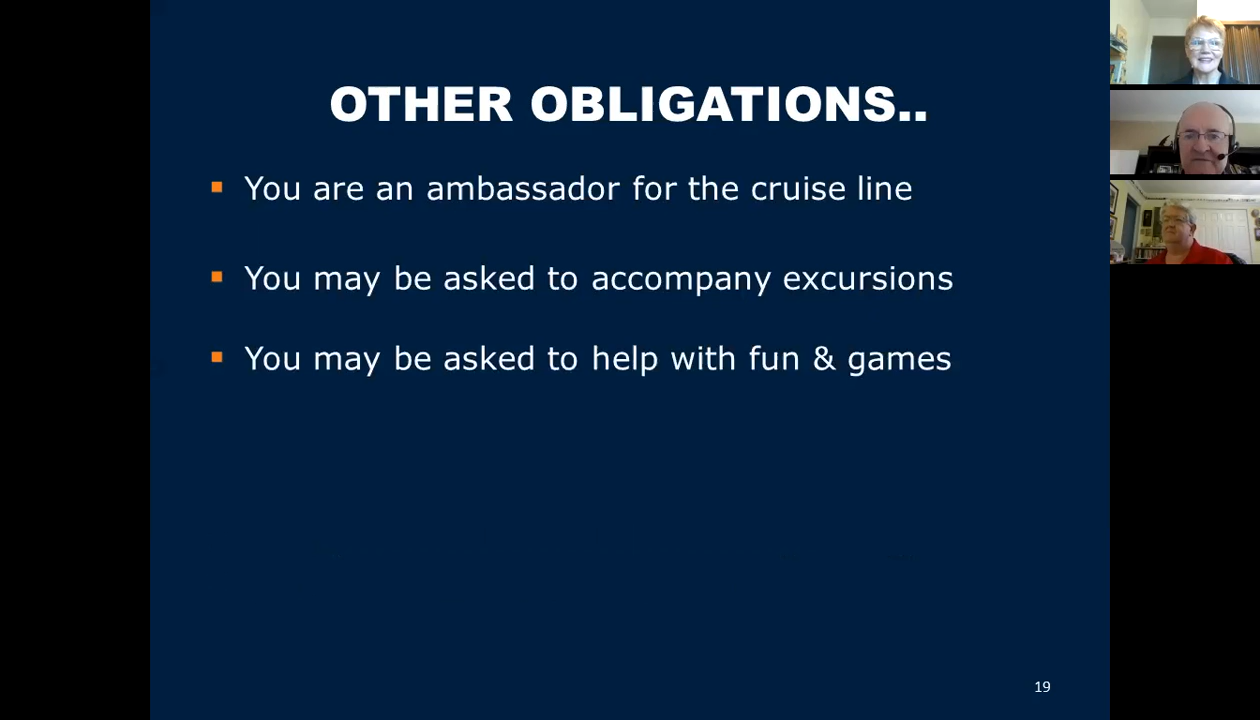 OTHER OBLIGATIONS..
▪ You are an ambassador for the cruise line
▪ You may be asked to accompany excursions
▪ You may be asked to help with fun & games
19